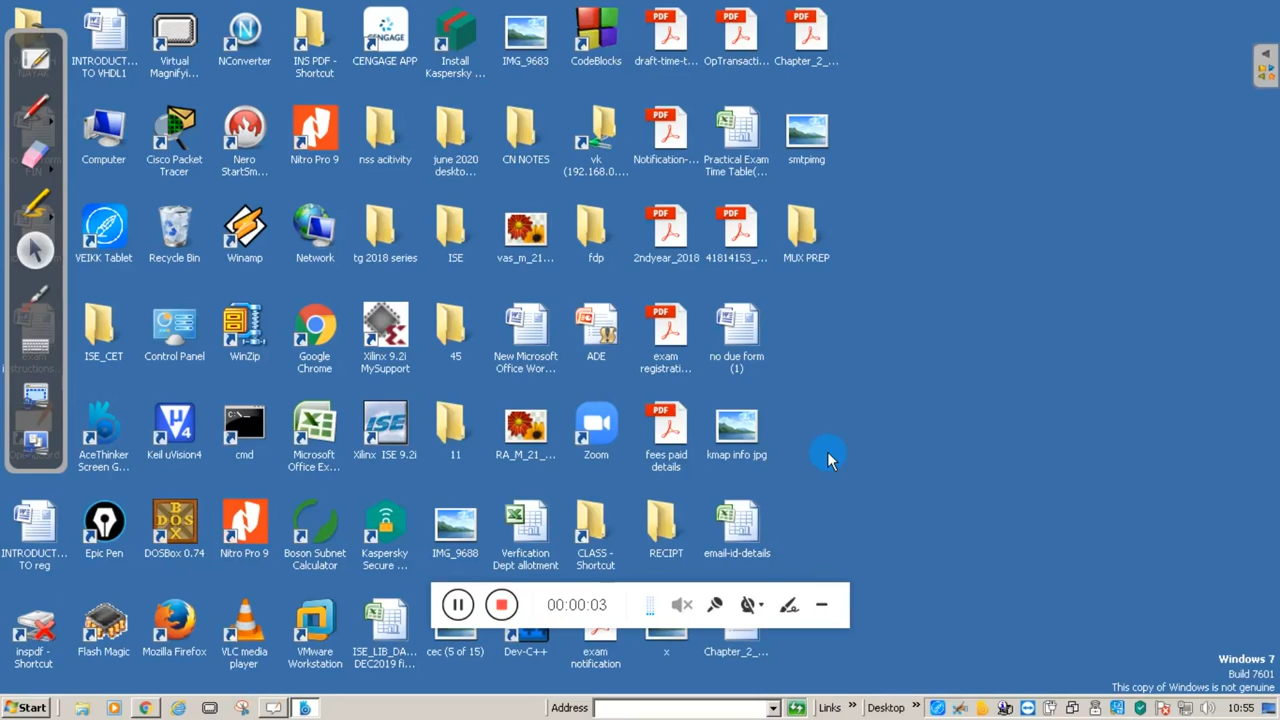 INTRODUCT...
TO VHDL1
Virtual
Magnifyi...
NConverter
INS PDF -
Shortcut
CENGAGE
CENGAGE APP
Install
Kaspersky ...
IMG_9683
CodeBlocks
PDF
draft-time-t...
PDF
OpTransacti...
PDF
Chapter_2_...
Computer
Cisco Packet
Tracer
Nero
StartSm...
Nitro Pro 9
nss acitivity
june 2020
deskto...
CN NOTES
vk
(192.168.0....
PDF
Notification-...
Practical Exam
Time Table(...
smtpimg
VEIKK Tablet
Recycle Bin
Winamp
Network
tg 2018 series
ISE
vas_m_21...
fdp
PDF
2ndyear_2018
PDF
41814153_...
MUX PREP
ISE_CET
Control Panel
WinZip
Google
Chrome
Xilinx 9.2i
MySupport
45
New Microsoft
Office Wor...
ADE
PDF
exam
registrati...
no due form
(1)
AceThinker
Screen G...
Keil uVision4
C:\_
cmd
Microsoft
Office Ex...
ISE
Xilinx ISE 9.2i
11
RA_M_21_...
Zoom
PDF
fees paid
details
kmap info jpg
INTRODUCT...
TO reg
Epic Pen
DOSBox 0.74
Nitro Pro 9
Boson Subnet
Calculator
Kaspersky
Secure ...
IMG_9688
Verfication
Dept allotment
CLASS -
Shortcut
RECIPT
email-id-details
00:00:03
inspdf -
Shortcut
Flash Magic
Mozilla Firefox
VLC media
player
VMware
Workstation
ISE_LIB_DA...
DEC2019 fi...
cec (5 of 15)
Dev-C++
exam
notification
x
Chapter_2_...
Windows 7
Build 7601
This copy of Windows is not genuine
Start
Address
Links »
Desktop »
10:55